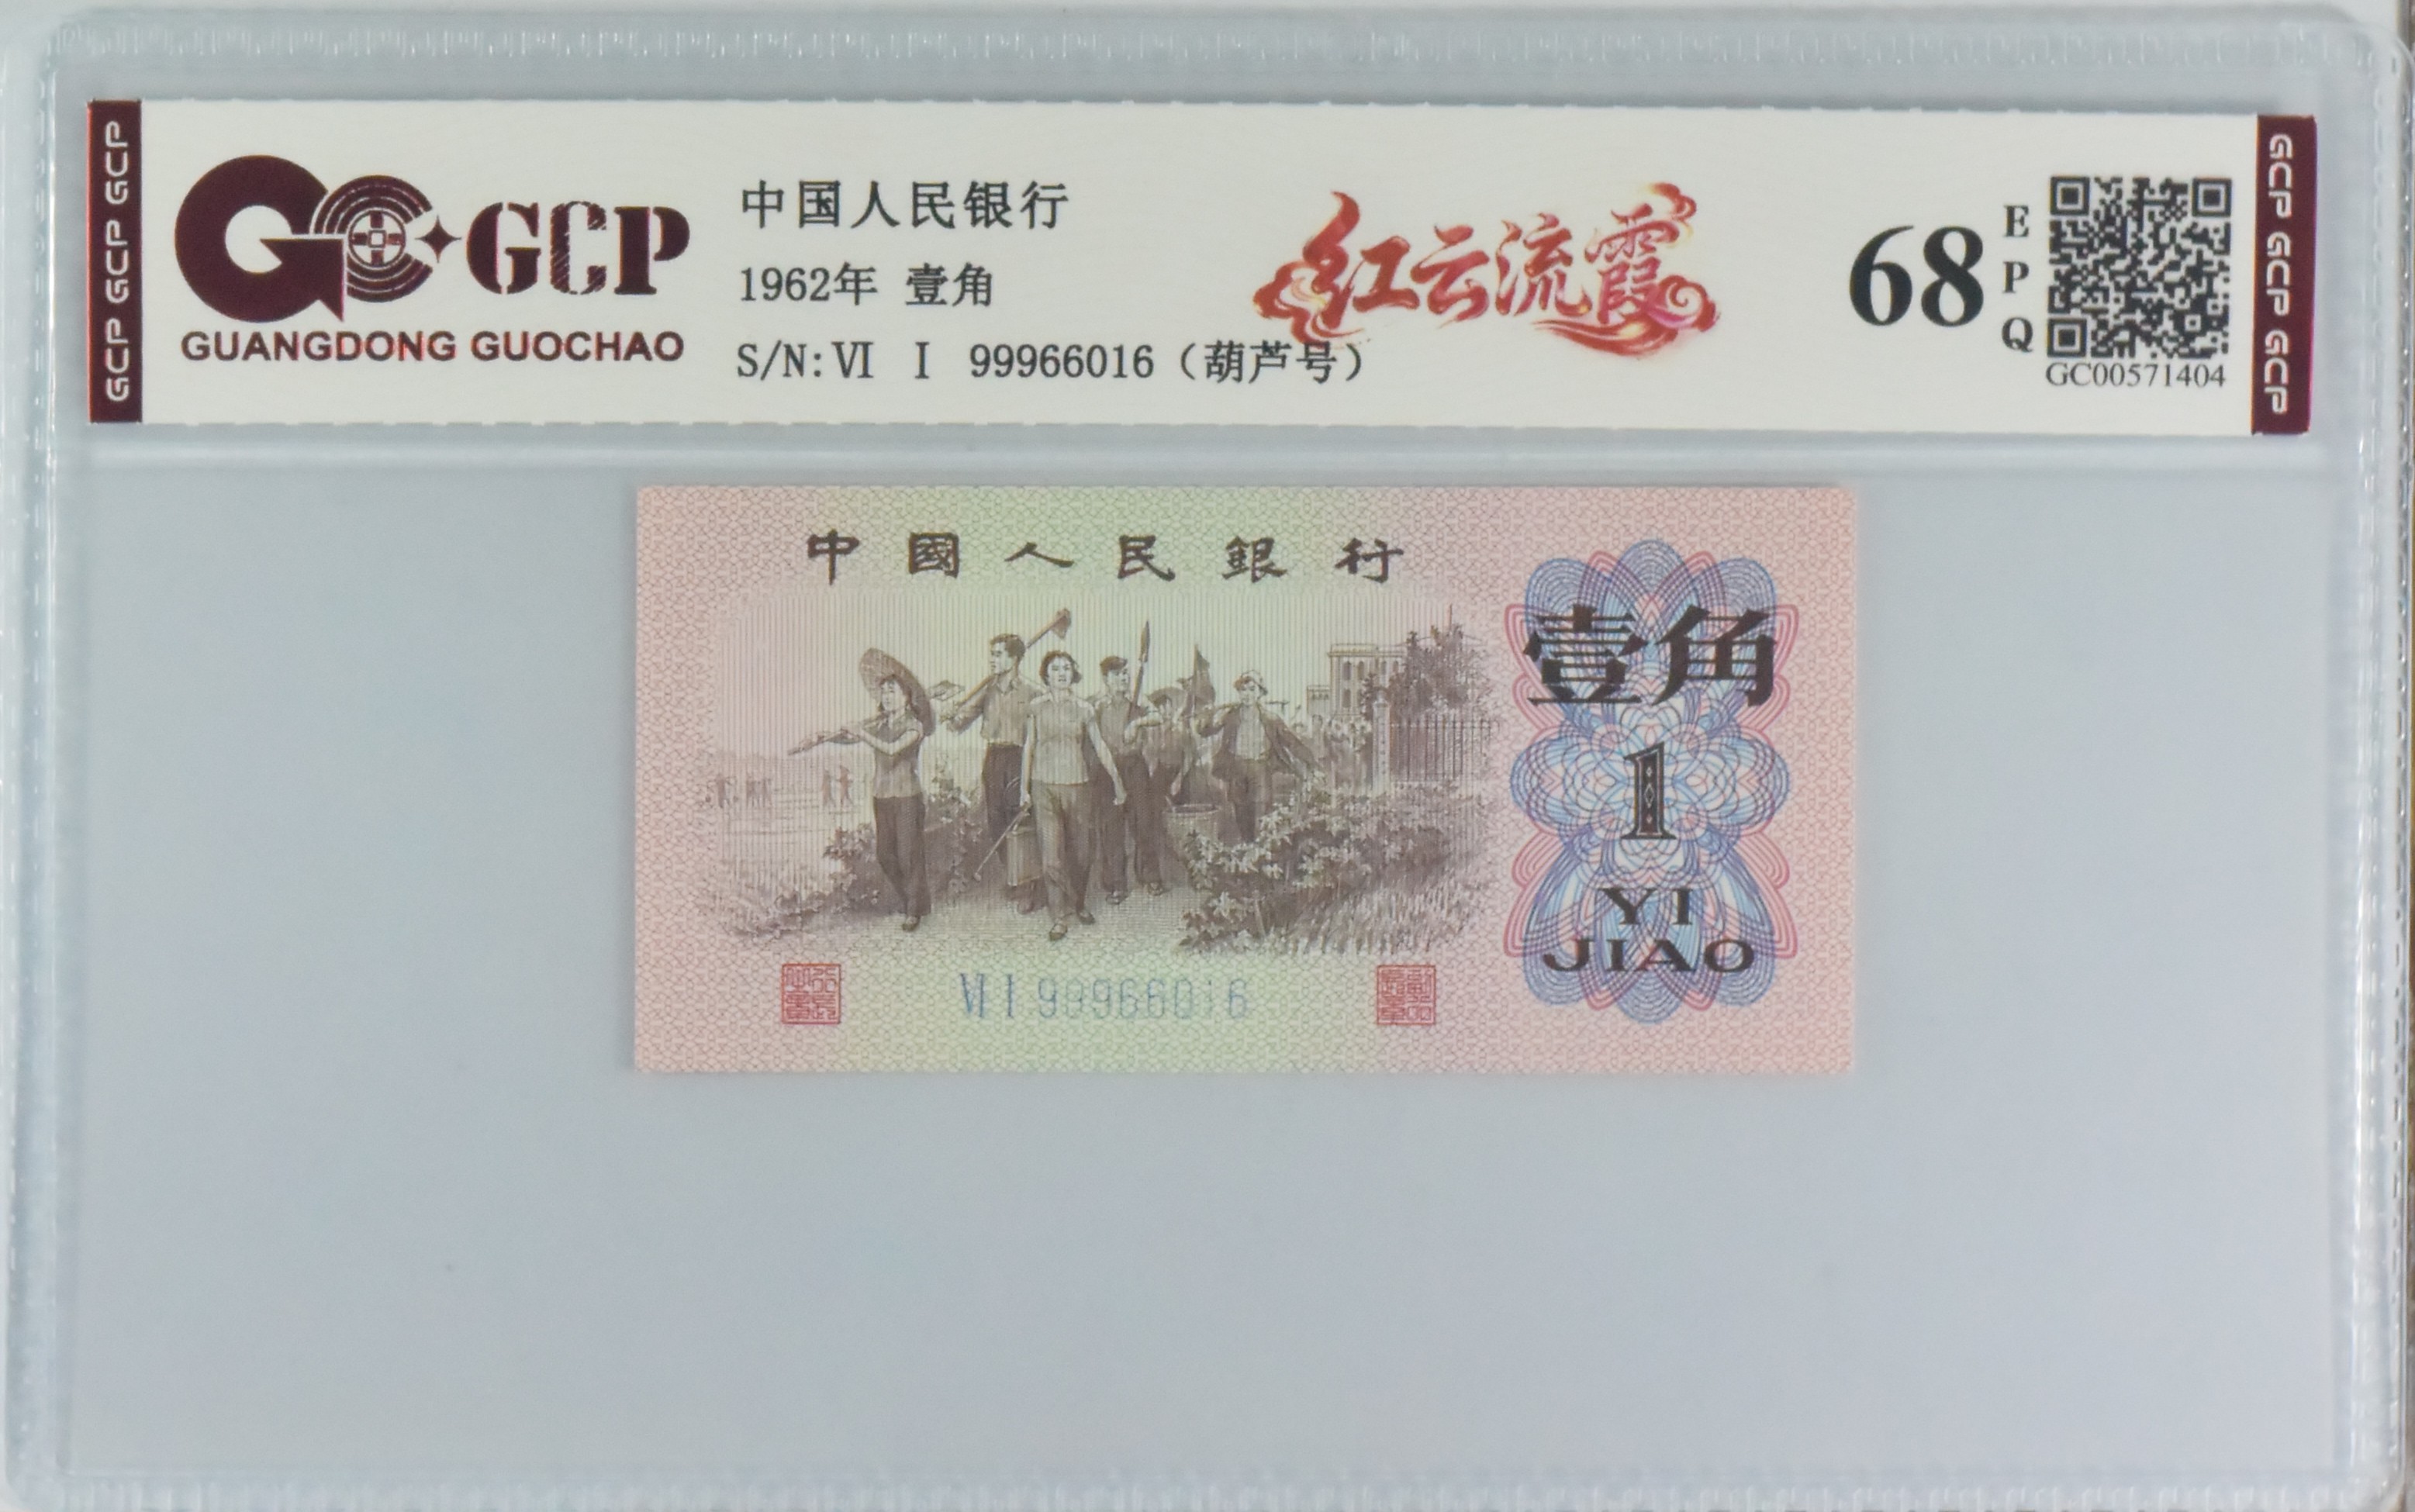 GCP GCP GCP
GCP
GUANGDONG GUOCHAO
中国人民银行
1962年 壹角
S/N:Ⅵ Ⅰ 99966016（葫芦号）
红云流霞
68
E
P
Q
GC00571404
GCP GCP GCP
中國人民銀行
壹角
1
YI
JIAO
Ⅵ Ⅰ 99966016